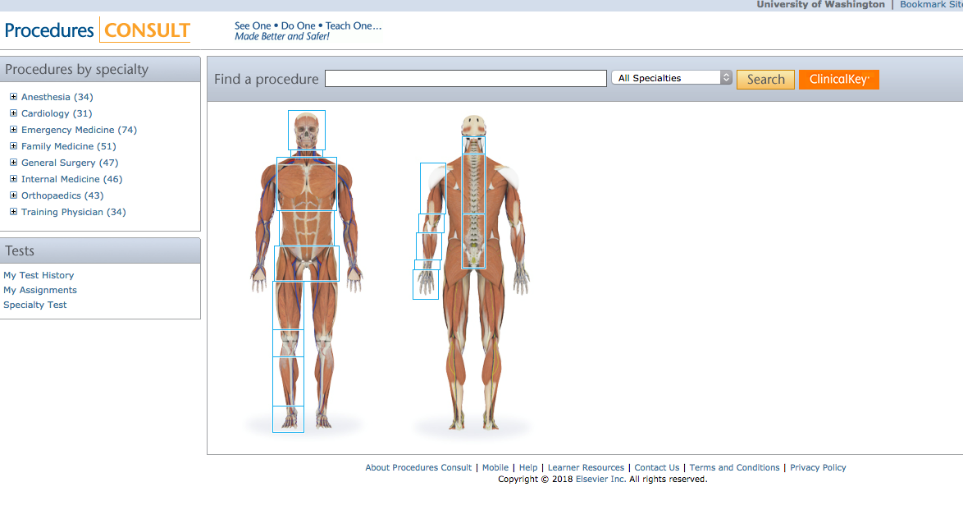 University of Washington | Bookmark Sit
Procedures CONSULT
See One • Do One • Teach One...
Made Better and Safer!
Procedures by specialty
Anesthesia (34)
Cardiology (31)
Emergency Medicine (74)
Family Medicine (51)
General Surgery (47)
Internal Medicine (46)
Orthopaedics (43)
Training Physician (34)
Tests
My Test History
My Assignments
Specialty Test
Find a procedure All Specialties Search ClinicalKey
About Procedures Consult | Mobile | Help | Learner Resources | Contact Us | Terms and Conditions | Privacy Policy
Copyright © 2018 Elsevier Inc. All rights reserved.